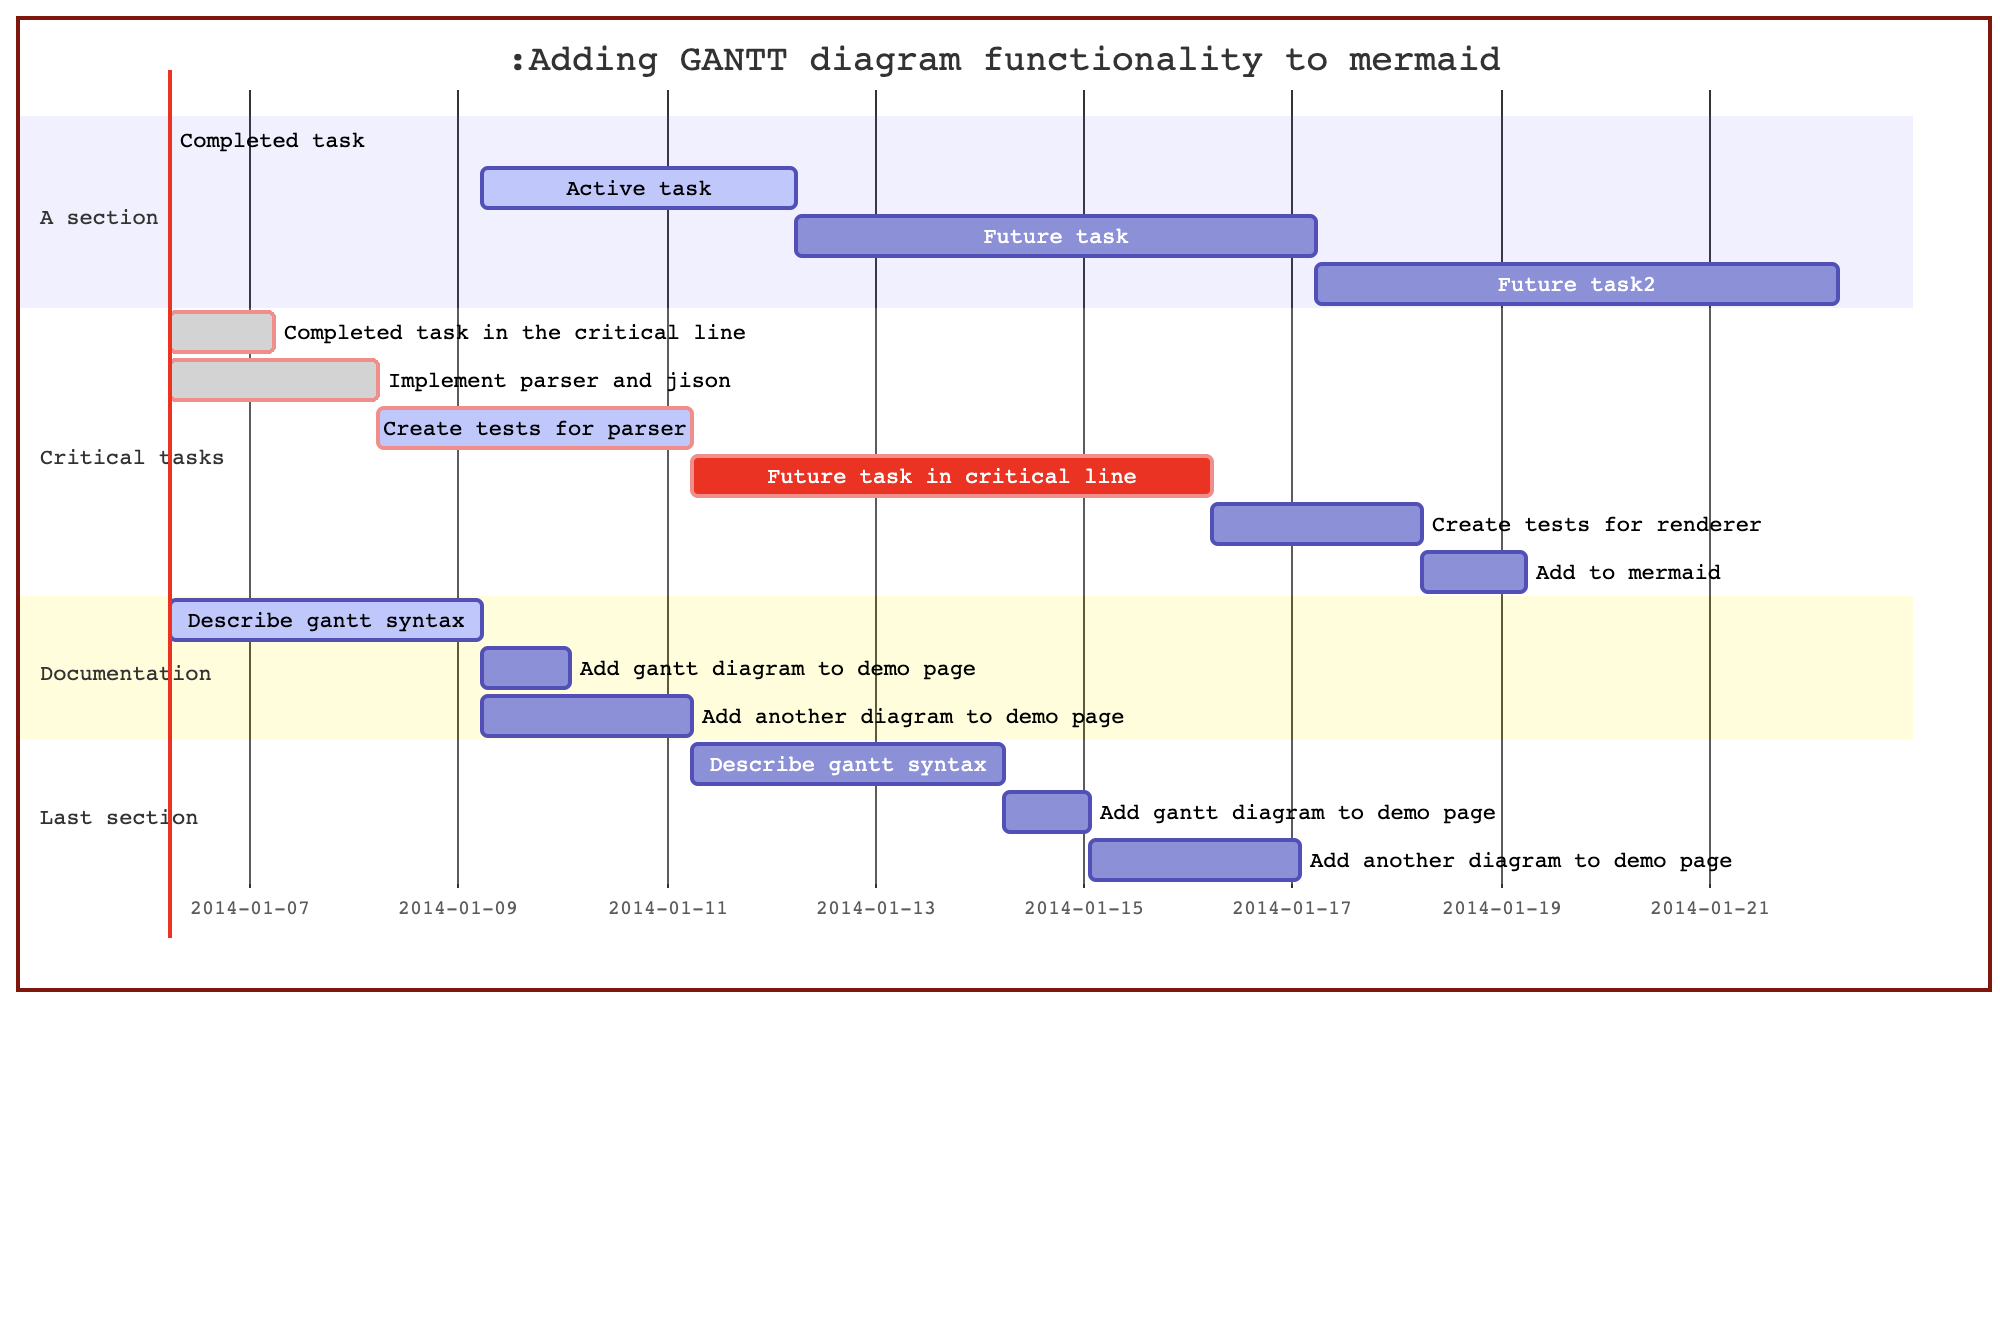 :Adding GANTT diagram functionality to mermaid
A section
Completed task
Active task
Future task
Future task2
Critical tasks
Completed task in the critical line
Implement parser and jison
Create tests for parser
Future task in critical line
Create tests for renderer
Add to mermaid
Documentation
Describe gantt syntax
Add gantt diagram to demo page
Add another diagram to demo page
Last section
Describe gantt syntax
Add gantt diagram to demo page
Add another diagram to demo page
2014-01-07 2014-01-09 2014-01-11 2014-01-13 2014-01-15 2014-01-17 2014-01-19 2014-01-21